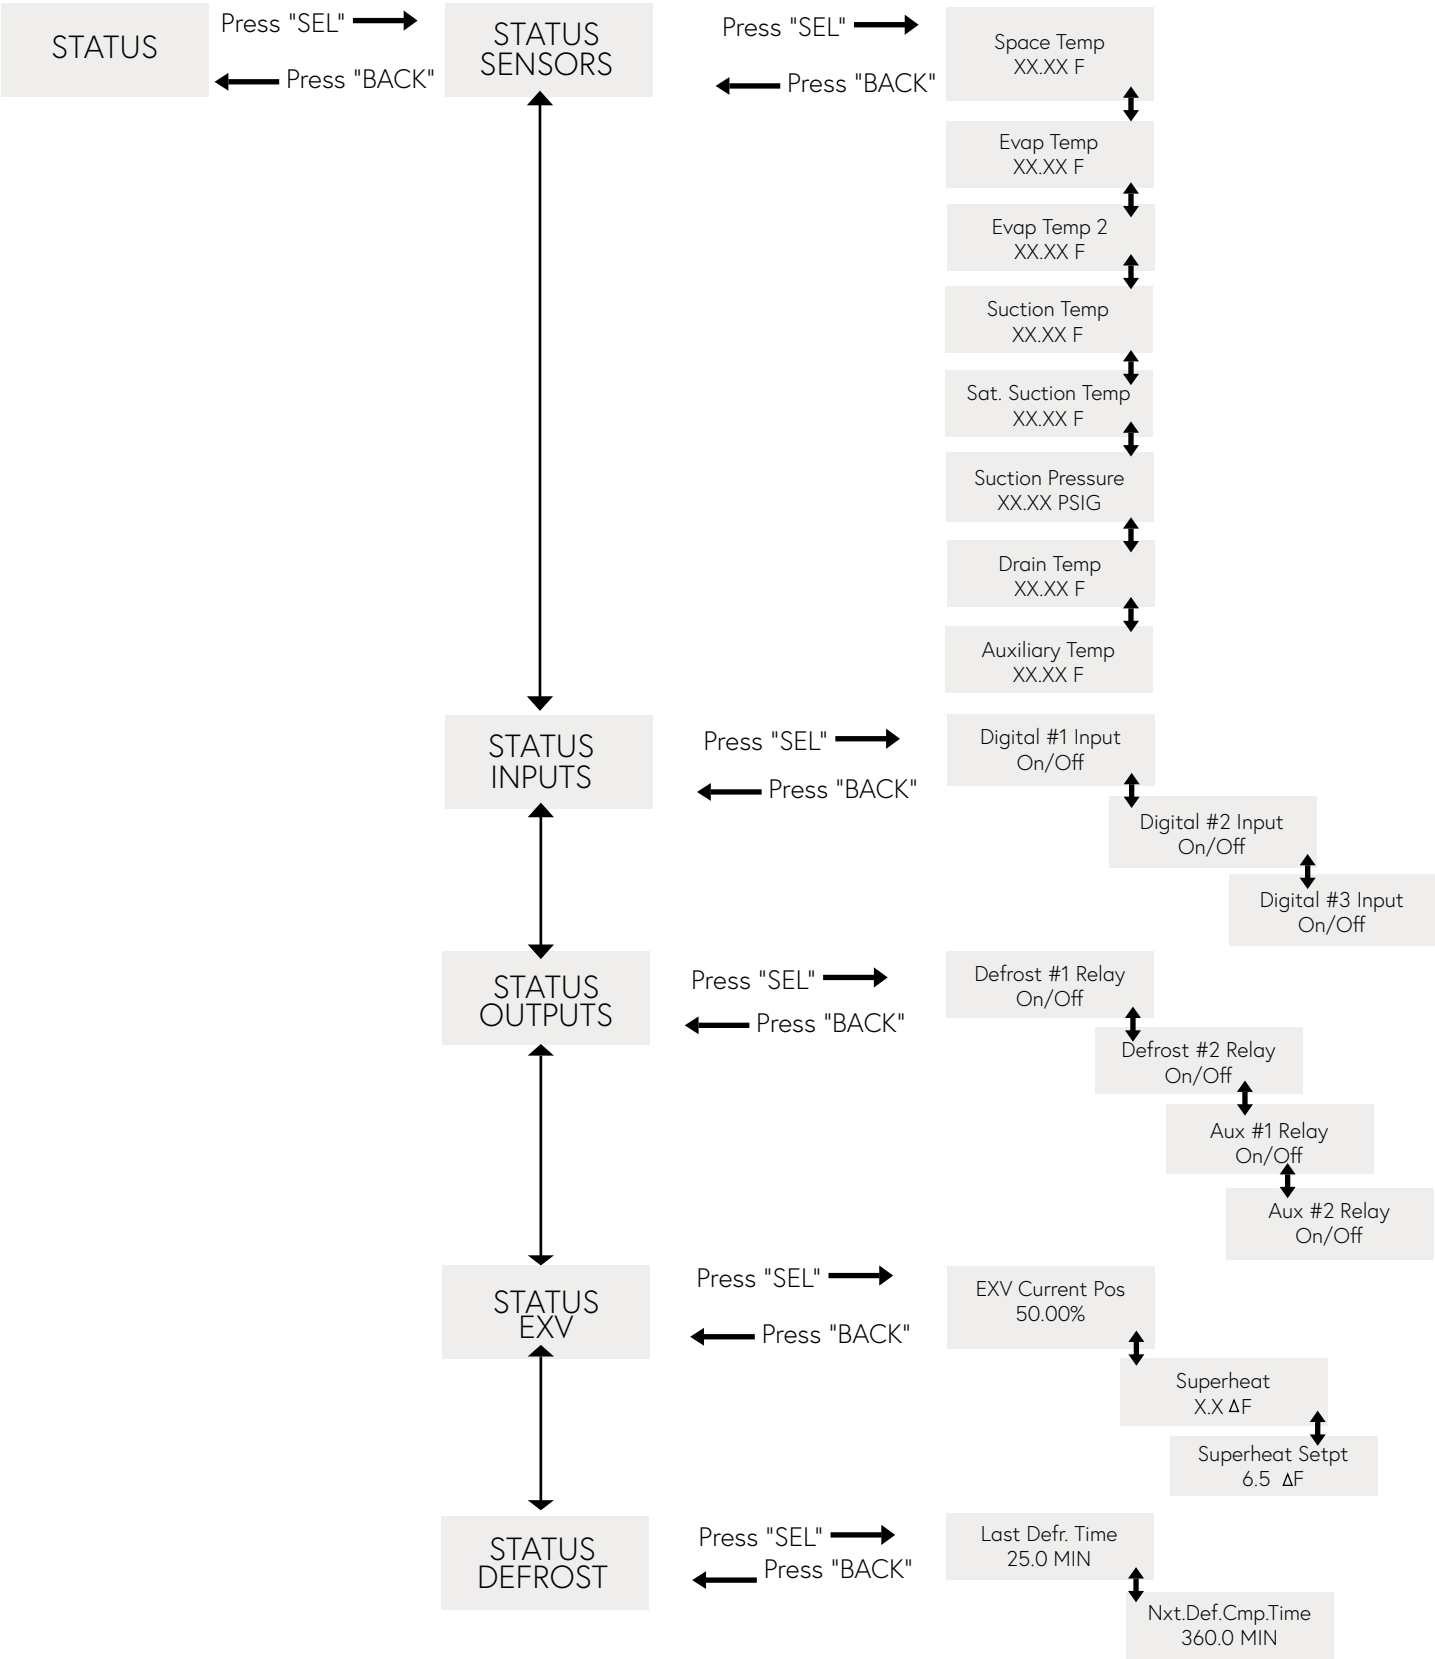 STATUS
Press "SEL"
Press "BACK"
STATUS
SENSORS
Press "SEL"
Press "BACK"
Space Temp
XX.XX F
Evap Temp
XX.XX F
Evap Temp 2
XX.XX F
Suction Temp
XX.XX F
Sat. Suction Temp
XX.XX F
Suction Pressure
XX.XX PSIG
Drain Temp
XX.XX F
Auxiliary Temp
XX.XX F
STATUS
INPUTS
Press "SEL"
Press "BACK"
Digital #1 Input
On/Off
Digital #2 Input
On/Off
Digital #3 Input
On/Off
STATUS
OUTPUTS
Press "SEL"
Press "BACK"
Defrost #1 Relay
On/Off
Defrost #2 Relay
On/Off
Aux #1 Relay
On/Off
Aux #2 Relay
On/Off
STATUS
EXV
Press "SEL"
Press "BACK"
EXV Current Pos
50.00%
Superheat
X.X ΔF
Superheat Setpt
6.5 ΔF
STATUS
DEFROST
Press "SEL"
Press "BACK"
Last Defr. Time
25.0 MIN
Nxt.Def.Cmp.Time
360.0 MIN